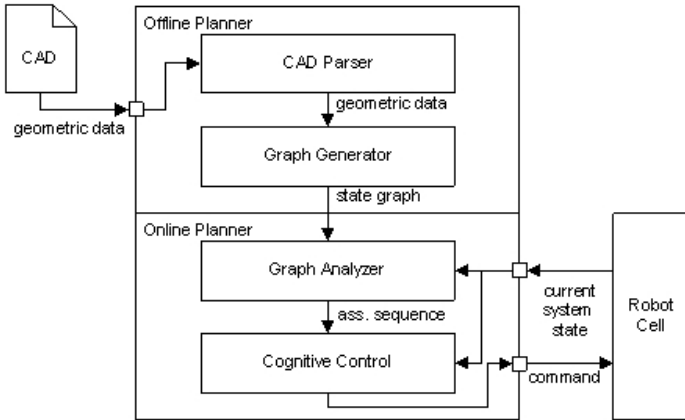 Offline Planner
CAD
CAD Parser
geometric data
geometric data
Graph Generator
state graph
Online Planner
Graph Analyzer
current
system
state
Robot
Cell
ass. sequence
Cognitive Control
command